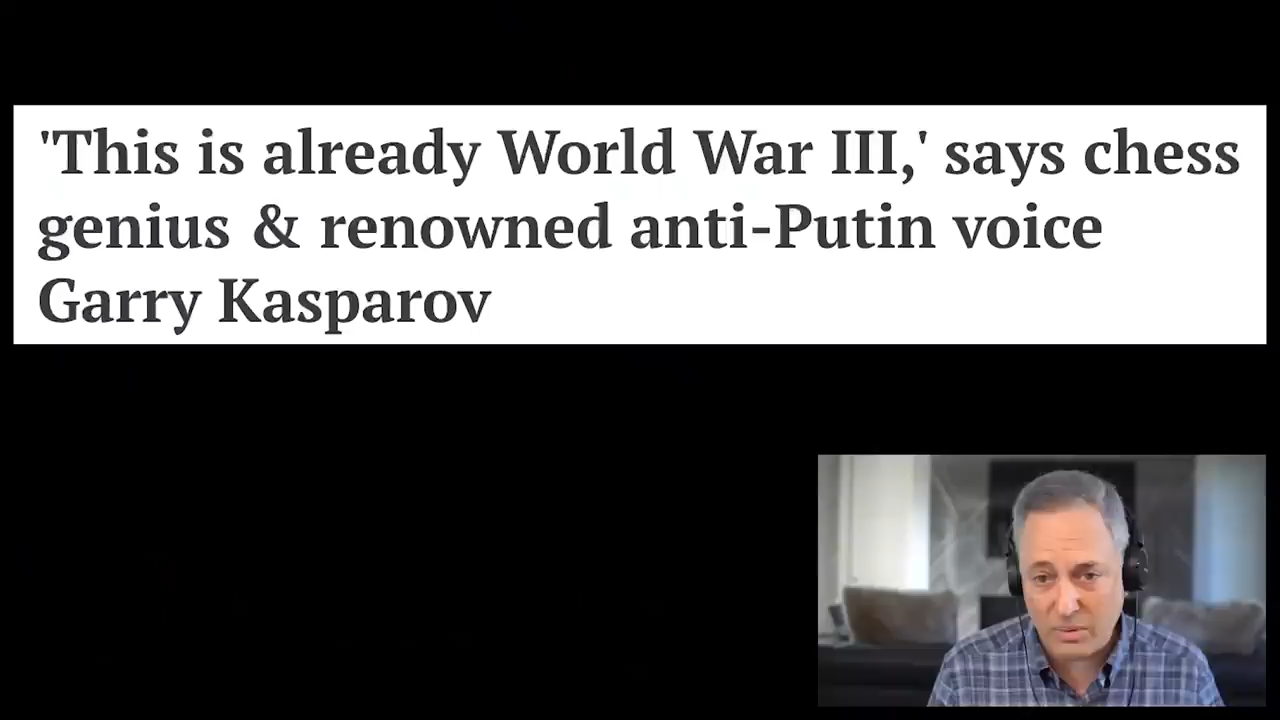 'This is already World War III,' says chess
genius & renowned anti-Putin voice
Garry Kasparov